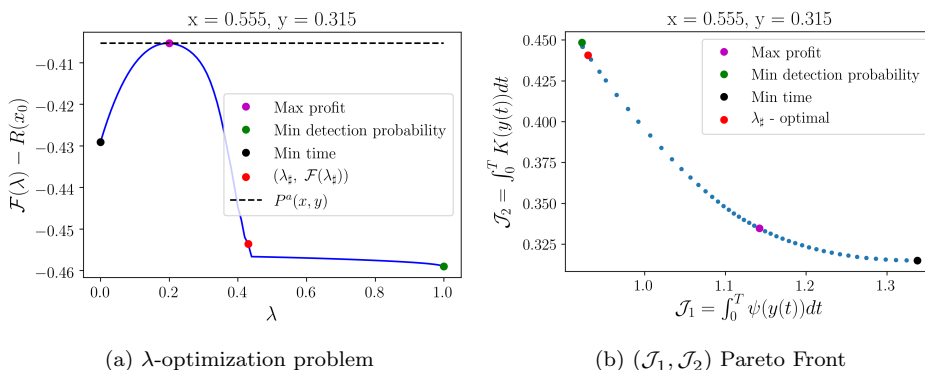 x = 0.555, y = 0.315
−0.41
−0.42
−0.43
−0.44
−0.45
−0.46
ℱ(λ) − R(x₀)
Max profit
Min detection probability
Min time
(λ♯, ℱ(λ♯))
Pᵃ(x, y)
0.0 0.2 0.4 0.6 0.8 1.0
λ
(a) λ-optimization problem
x = 0.555, y = 0.315
0.450
0.425
0.400
0.375
0.350
0.325
𝒥₂ = ∫₀ᵀ K(y(t))dt
Max profit
Min detection probability
Min time
λ♯ - optimal
1.0 1.1 1.2 1.3
𝒥₁ = ∫₀ᵀ ψ(y(t))dt
(b) (𝒥₁, 𝒥₂) Pareto Front